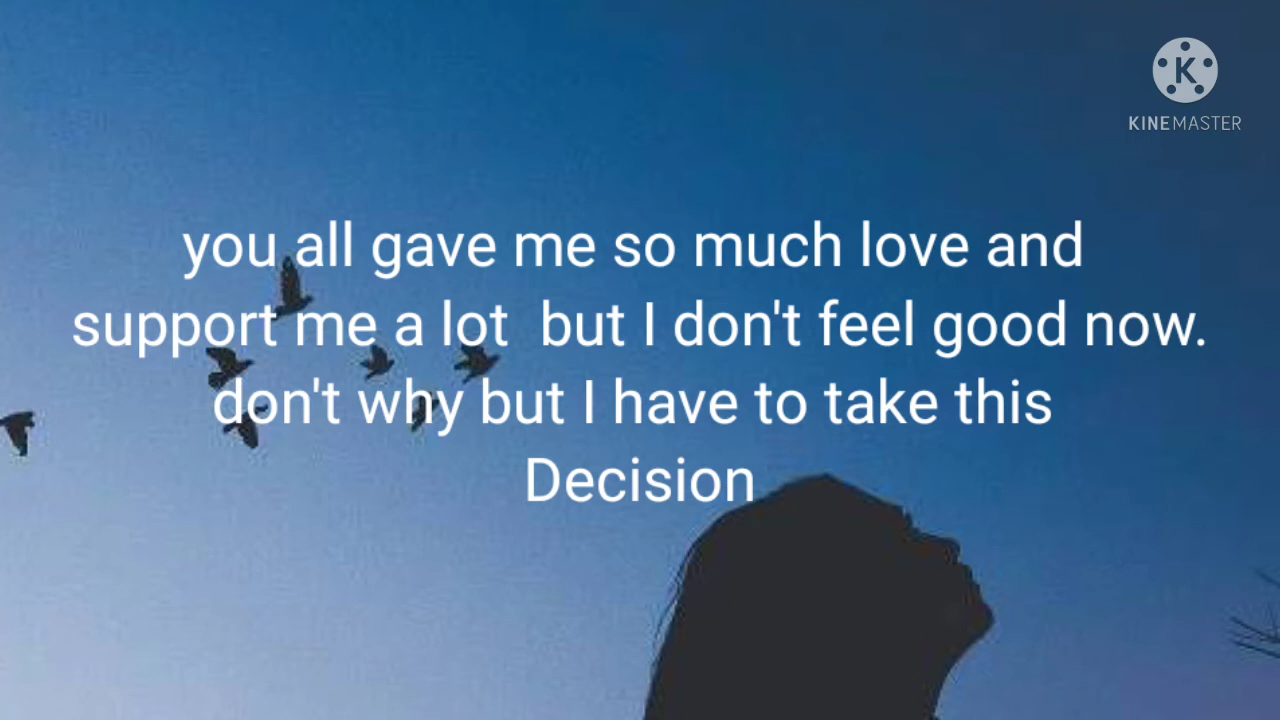 KINEMASTER
you all gave me so much love and
support me a lot  but I don't feel good now.
don't why but I have to take this
Decision